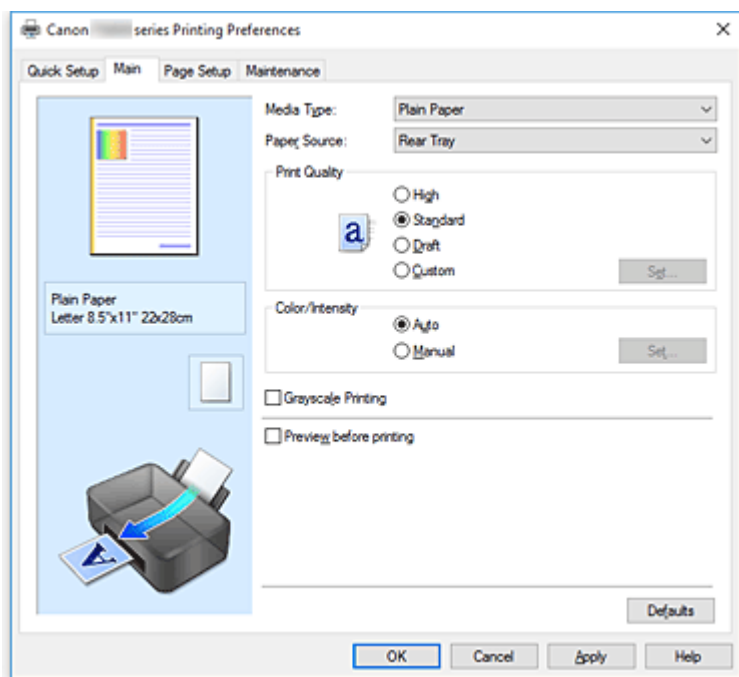 Canon series Printing Preferences
Quick Setup Main Page Setup Maintenance
Media Type: Plain Paper
Paper Source: Rear Tray
Print Quality
High
a Standard
Draft
Custom Set...
Plain Paper
Letter 8.5"x11" 22x28cm
Color/Intensity
Auto
Manual Set...
Grayscale Printing
Preview before printing
A
Defaults
OK Cancel Apply Help